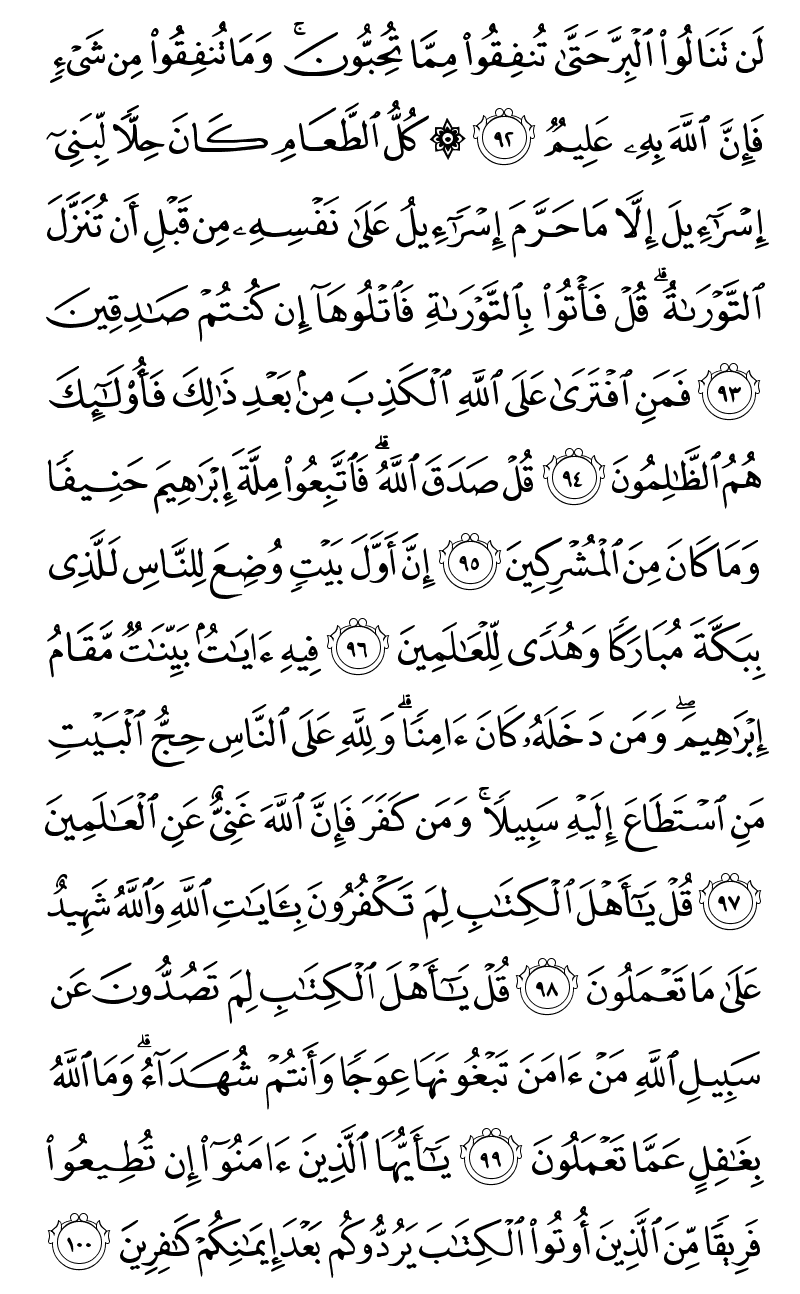 لَن تَنَالُوا۟ ٱلْبِرَّ حَتَّىٰ تُنفِقُوا۟ مِمَّا تُحِبُّونَ ۚ وَمَا تُنفِقُوا۟ مِن شَىْءٍۢ
فَإِنَّ ٱللَّهَ بِهِۦ عَلِيمٌۭ ٩٢ ۞ كُلُّ ٱلطَّعَامِ كَانَ حِلًّۭا لِّبَنِىٓ
إِسْرَٰٓءِيلَ إِلَّا مَا حَرَّمَ إِسْرَٰٓءِيلُ عَلَىٰ نَفْسِهِۦ مِن قَبْلِ أَن تُنَزَّلَ
ٱلتَّوْرَىٰةُ ۗ قُلْ فَأْتُوا۟ بِٱلتَّوْرَىٰةِ فَٱتْلُوهَآ إِن كُنتُمْ صَـٰدِقِينَ
٩٣ فَمَنِ ٱفْتَرَىٰ عَلَى ٱللَّهِ ٱلْكَذِبَ مِنۢ بَعْدِ ذَٰلِكَ فَأُو۟لَـٰٓئِكَ
هُمُ ٱلظَّـٰلِمُونَ ٩٤ قُلْ صَدَقَ ٱللَّهُ ۗ فَٱتَّبِعُوا۟ مِلَّةَ إِبْرَٰهِيمَ حَنِيفًۭا
وَمَا كَانَ مِنَ ٱلْمُشْرِكِينَ ٩٥ إِنَّ أَوَّلَ بَيْتٍۢ وُضِعَ لِلنَّاسِ لَلَّذِى
بِبَكَّةَ مُبَارَكًۭا وَهُدًۭى لِّلْعَـٰلَمِينَ ٩٦ فِيهِ ءَايَـٰتٌۢ بَيِّنَـٰتٌۭ مَّقَامُ
إِبْرَٰهِيمَ ۖ وَمَن دَخَلَهُۥ كَانَ ءَامِنًۭا ۗ وَلِلَّهِ عَلَى ٱلنَّاسِ حِجُّ ٱلْبَيْتِ
مَنِ ٱسْتَطَاعَ إِلَيْهِ سَبِيلًۭا ۚ وَمَن كَفَرَ فَإِنَّ ٱللَّهَ غَنِىٌّ عَنِ ٱلْعَـٰلَمِينَ
٩٧ قُلْ يَـٰٓأَهْلَ ٱلْكِتَـٰبِ لِمَ تَكْفُرُونَ بِـَٔايَـٰتِ ٱللَّهِ وَٱللَّهُ شَهِيدٌ
عَلَىٰ مَا تَعْمَلُونَ ٩٨ قُلْ يَـٰٓأَهْلَ ٱلْكِتَـٰبِ لِمَ تَصُدُّونَ عَن
سَبِيلِ ٱللَّهِ مَنْ ءَامَنَ تَبْغُونَهَا عِوَجًۭا وَأَنتُمْ شُهَدَآءُ ۗ وَمَا ٱللَّهُ
بِغَـٰفِلٍ عَمَّا تَعْمَلُونَ ٩٩ يَـٰٓأَيُّهَا ٱلَّذِينَ ءَامَنُوٓا۟ إِن تُطِيعُوا۟
فَرِيقًۭا مِّنَ ٱلَّذِينَ أُوتُوا۟ ٱلْكِتَـٰبَ يَرُدُّوكُم بَعْدَ إِيمَـٰنِكُمْ كَـٰفِرِينَ ١٠٠